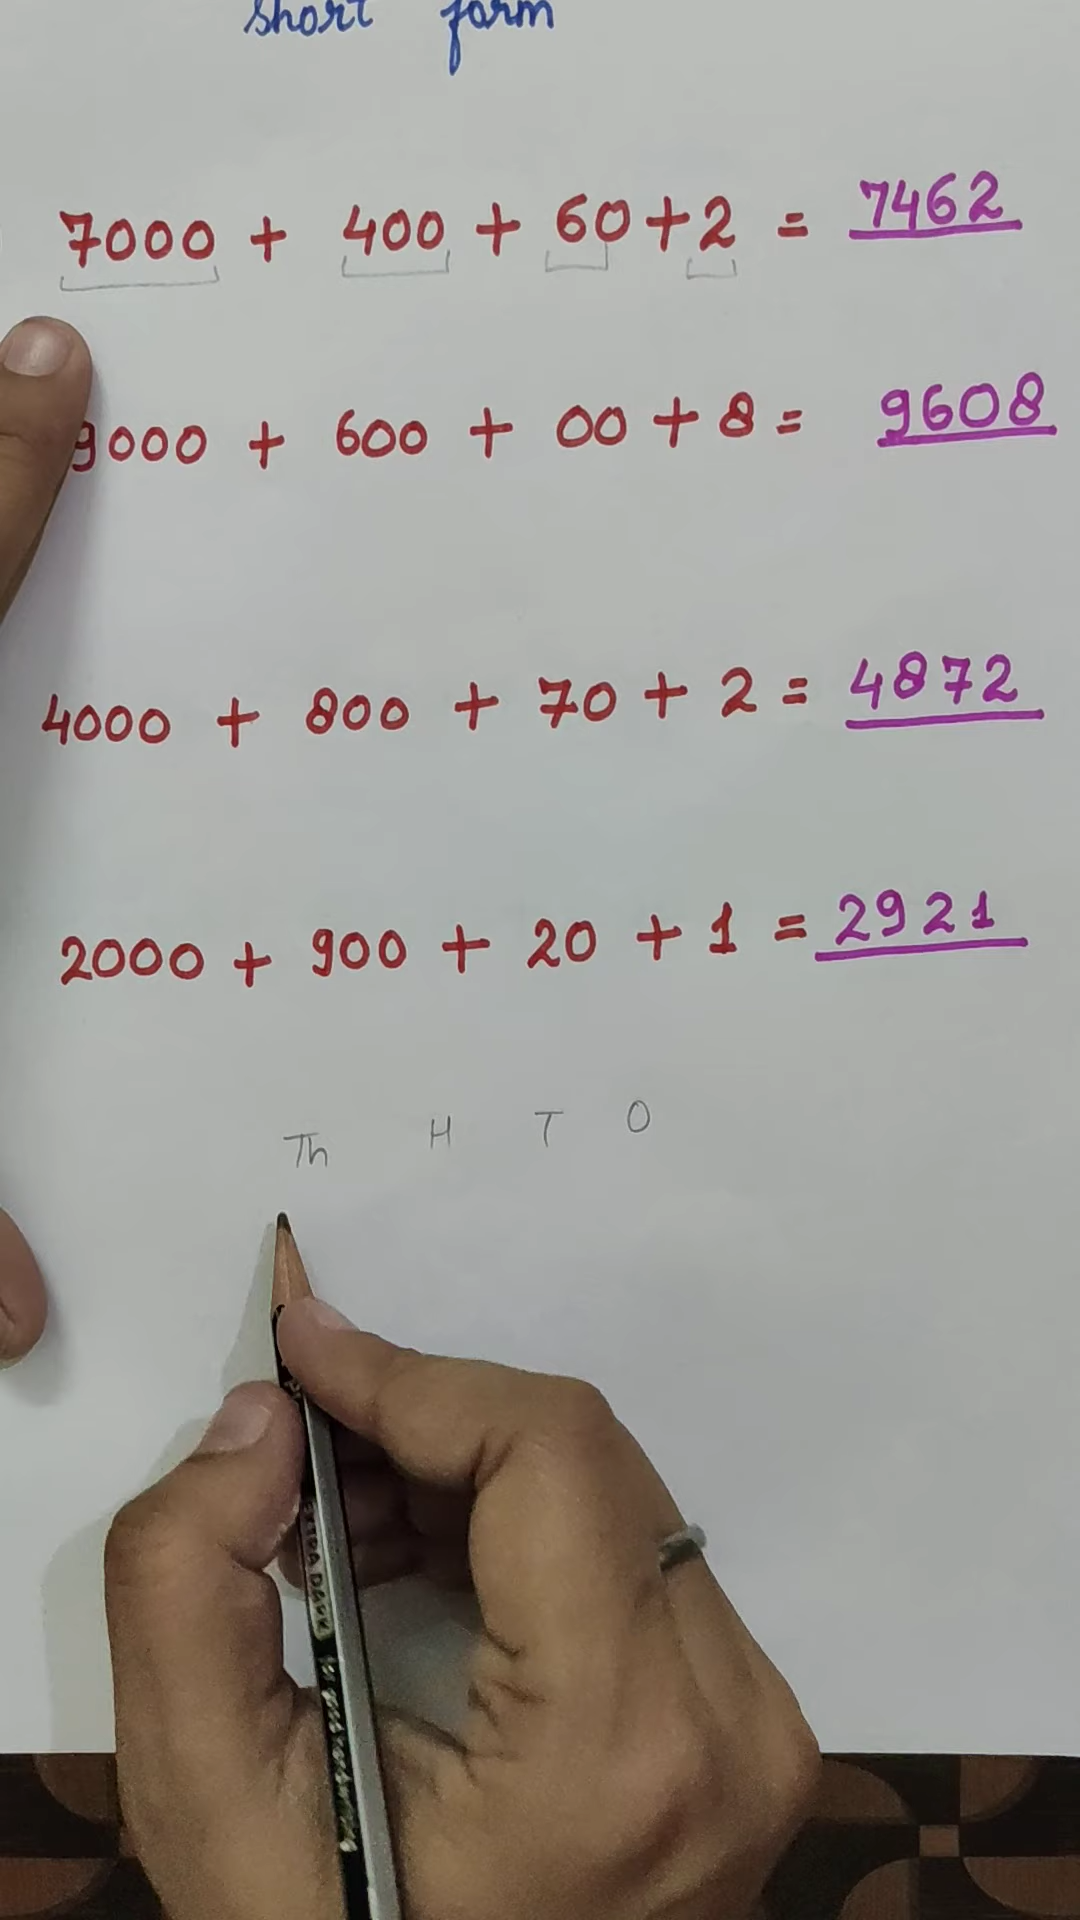 short form
7000 + 400 + 60 + 2 = 7462
9000 + 600 + 00 + 8 = 9608
4000 + 800 + 70 + 2 = 4872
2000 + 900 + 20 + 1 = 2921
Th H T O